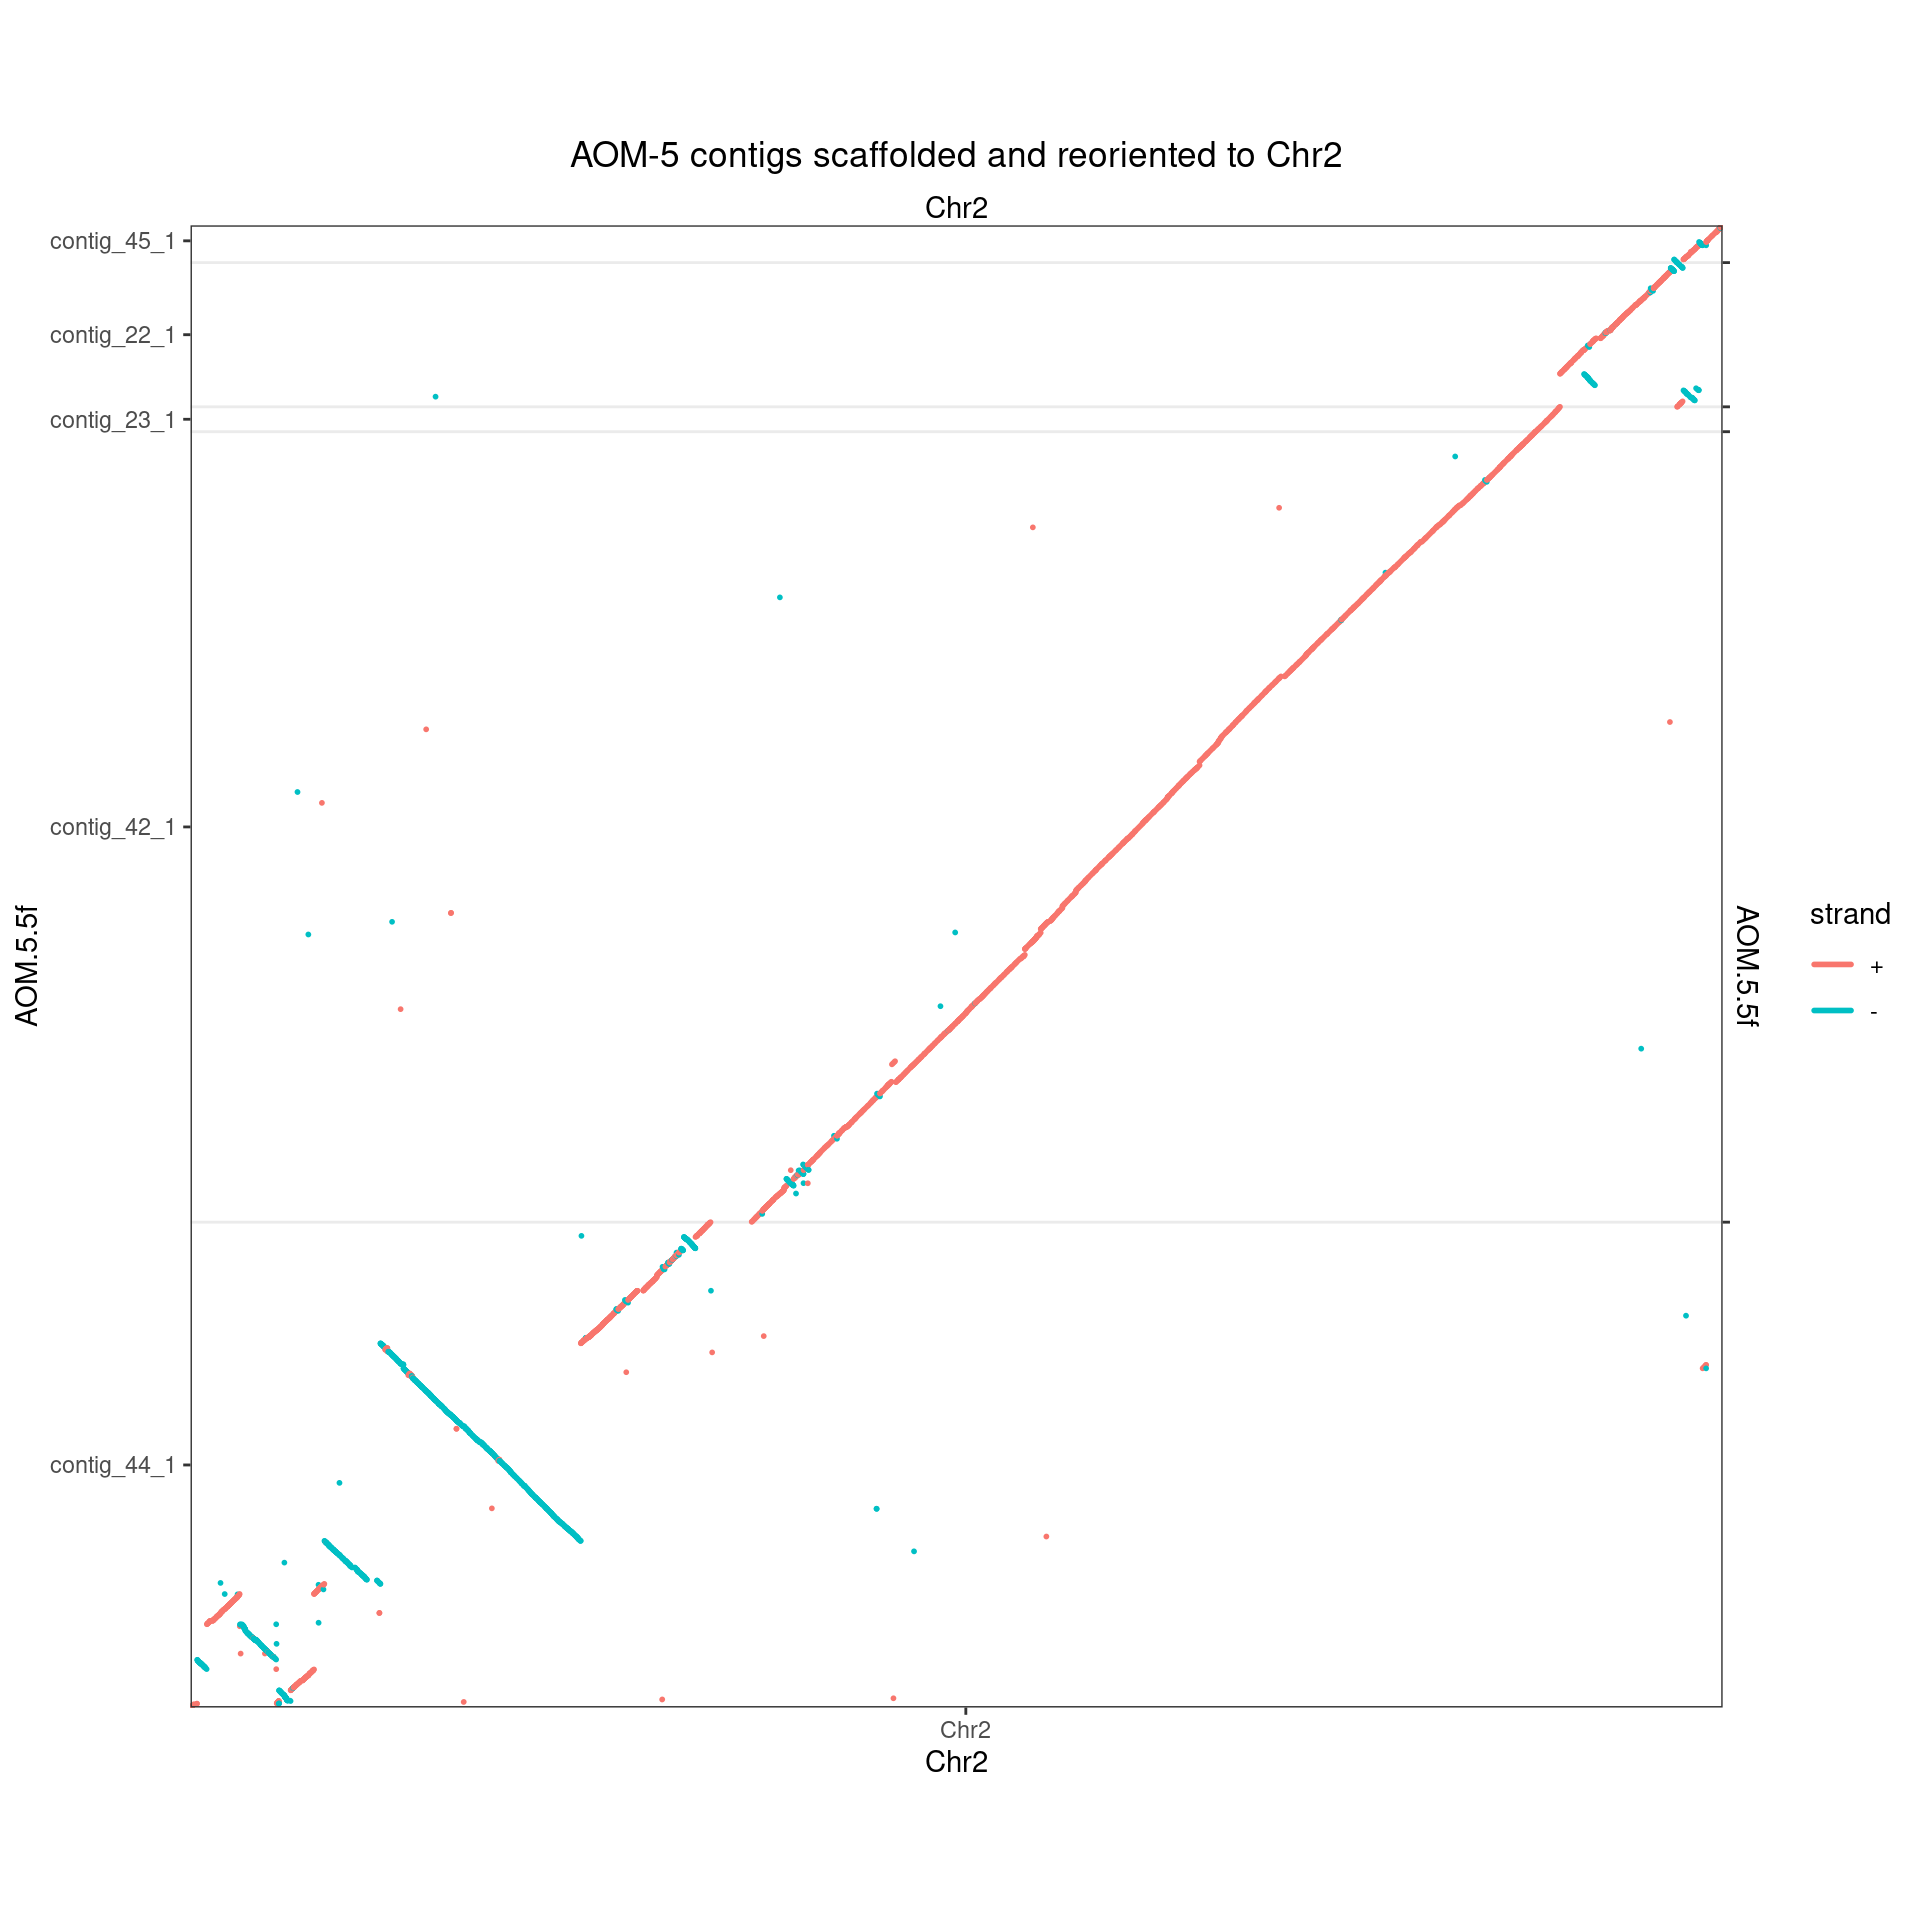 AOM-5 contigs scaffolded and reoriented to Chr2
Chr2
contig_45_1
contig_22_1
contig_23_1
contig_42_1
contig_44_1
AOM.5.5f
AOM.5.5f
strand
+
-
Chr2
Chr2